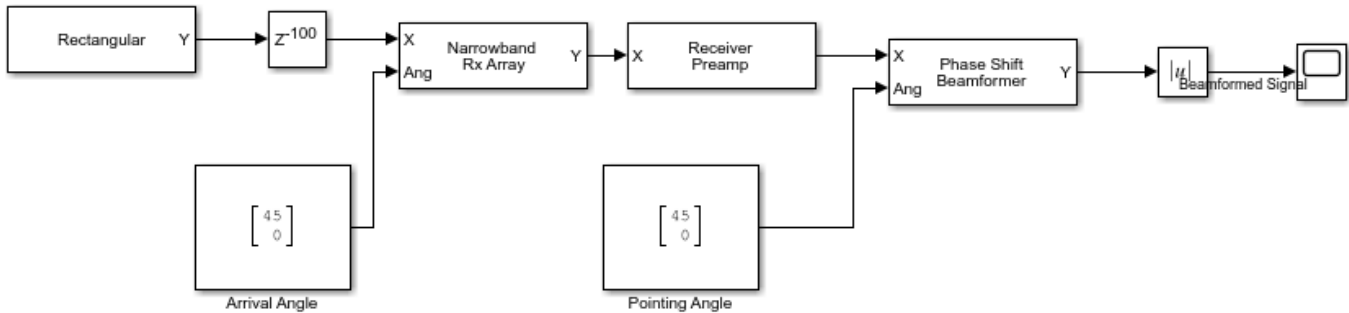 Rectangular
Y
Z-100
X
Ang
Narrowband
Rx Array
Y
X
Receiver
Preamp
X
Ang
Phase Shift
Beamformer
Y
|u|
Beamformed Signal
45
0
Arrival Angle
45
0
Pointing Angle